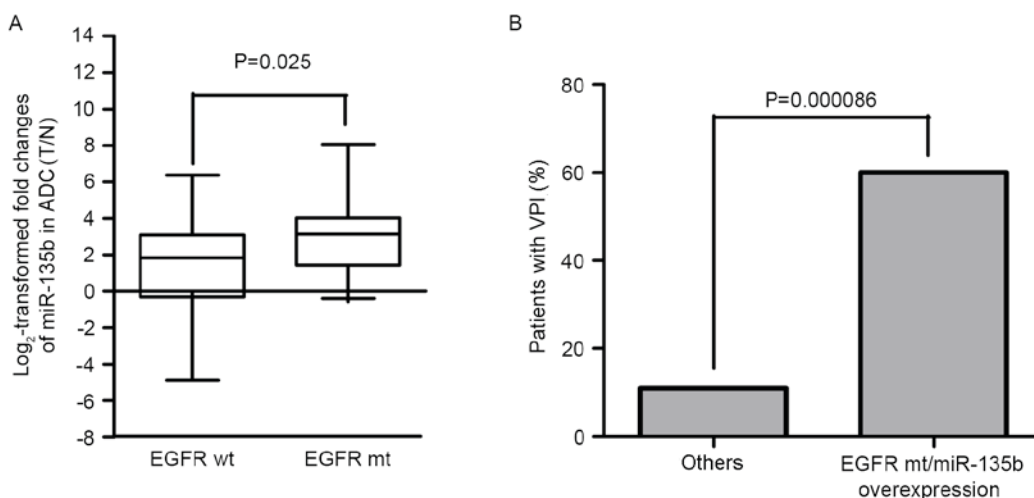 A
Log₂-transformed fold changes
of miR-135b in ADC (T/N)
14
12
10
8
6
4
2
0
-2
-4
-6
-8
P=0.025
EGFR wt
EGFR mt
B
Patients with VPI (%)
80
60
40
20
0
P=0.000086
Others
EGFR mt/miR-135b
overexpression